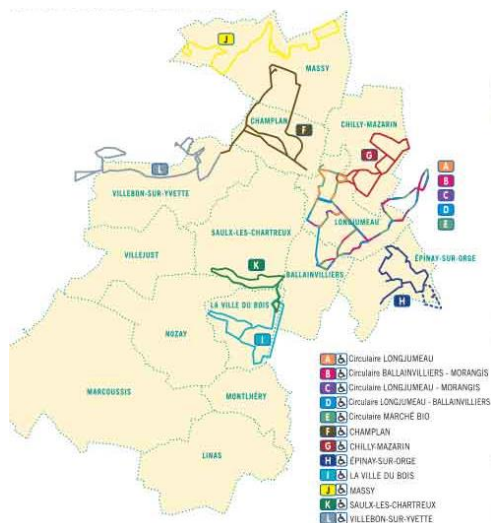 J
MASSY
CHAMPLAN
F
CHILLY-MAZARIN
G
L
VILLEBON-SUR-YVETTE
A
B
C
D
E
LONGJUMEAU
SAULX-LES-CHARTREUX
VILLEJUST
BALLAINVILLIERS
ÉPINAY-SUR-ORGE
K
H
LA VILLE DU BOIS
NOZAY
I
MARCOUSSIS
MONTLHÉRY
LINAS
A Circulaire LONGJUMEAU
B Circulaire BALLAINVILLIERS - MORANGIS
C Circulaire LONGJUMEAU - MORANGIS
D Circulaire LONGJUMEAU - BALLAINVILLIERS
E Circulaire MARCHÉ BIO
F CHAMPLAN
G CHILLY-MAZARIN
H ÉPINAY-SUR-ORGE
I LA VILLE DU BOIS
J MASSY
K SAULX-LES-CHARTREUX
L VILLEBON-SUR-YVETTE